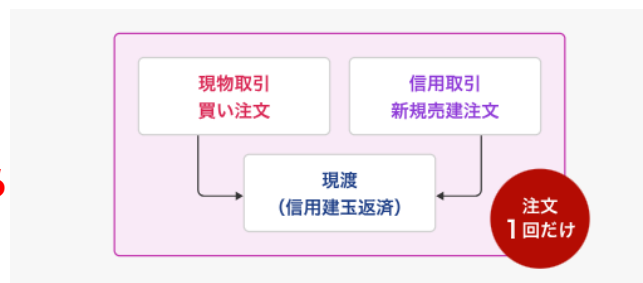 現物取引
買い注文
信用取引
新規売建注文
現渡
（信用建玉返済）
注文
1回だけ